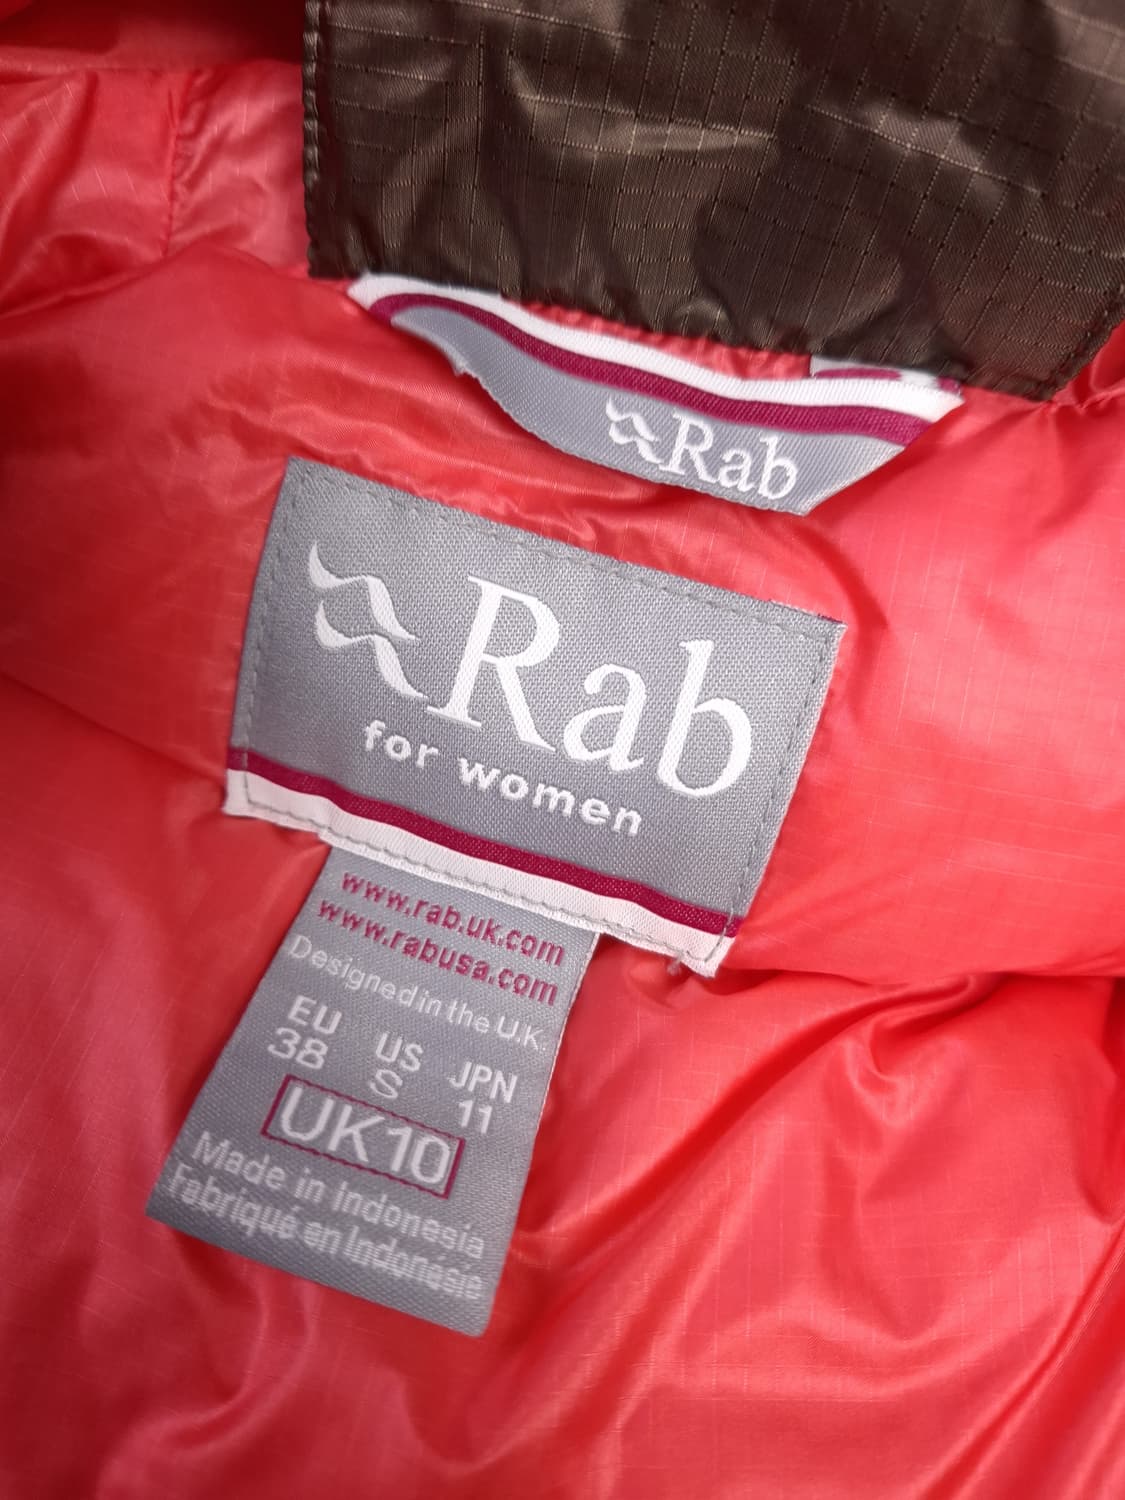 Rab
Rab
for women
www.rab.uk.com
www.rabusa.com
Designed in the U.K.
EU US JPN
38 S 11
UK10
Made in Indonesia
Fabriqué en Indonésie